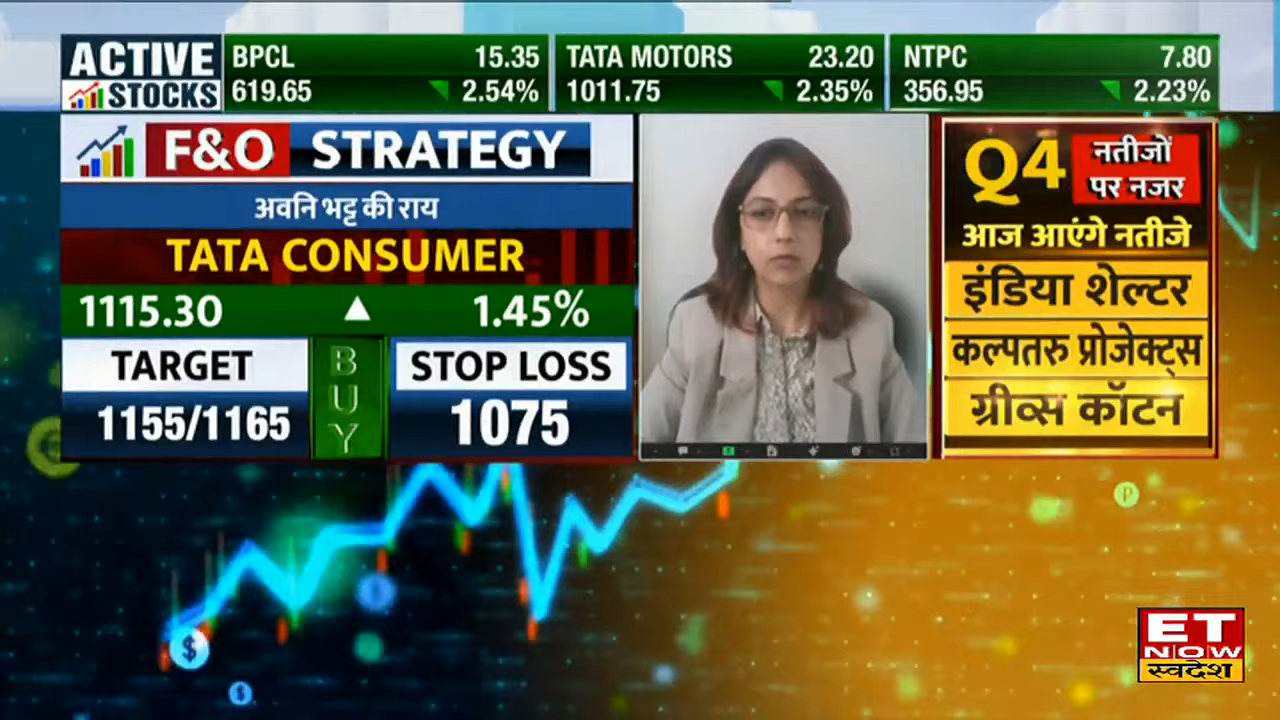 ACTIVE
STOCKS
BPCL 15.35
619.65 2.54%
TATA MOTORS 23.20
1011.75 2.35%
NTPC 7.80
356.95 2.23%
F&O STRATEGY
अवनि भट्ट की राय
TATA CONSUMER
1115.30 ▲ 1.45%
TARGET
1155/1165
BUY
STOP LOSS
1075
Q4
नतीजों
पर नजर
आज आएंगे नतीजे
इंडिया शेल्टर
कल्पतरु प्रोजेक्ट्स
ग्रीव्स कॉटन
ET
NOW
स्वदेश